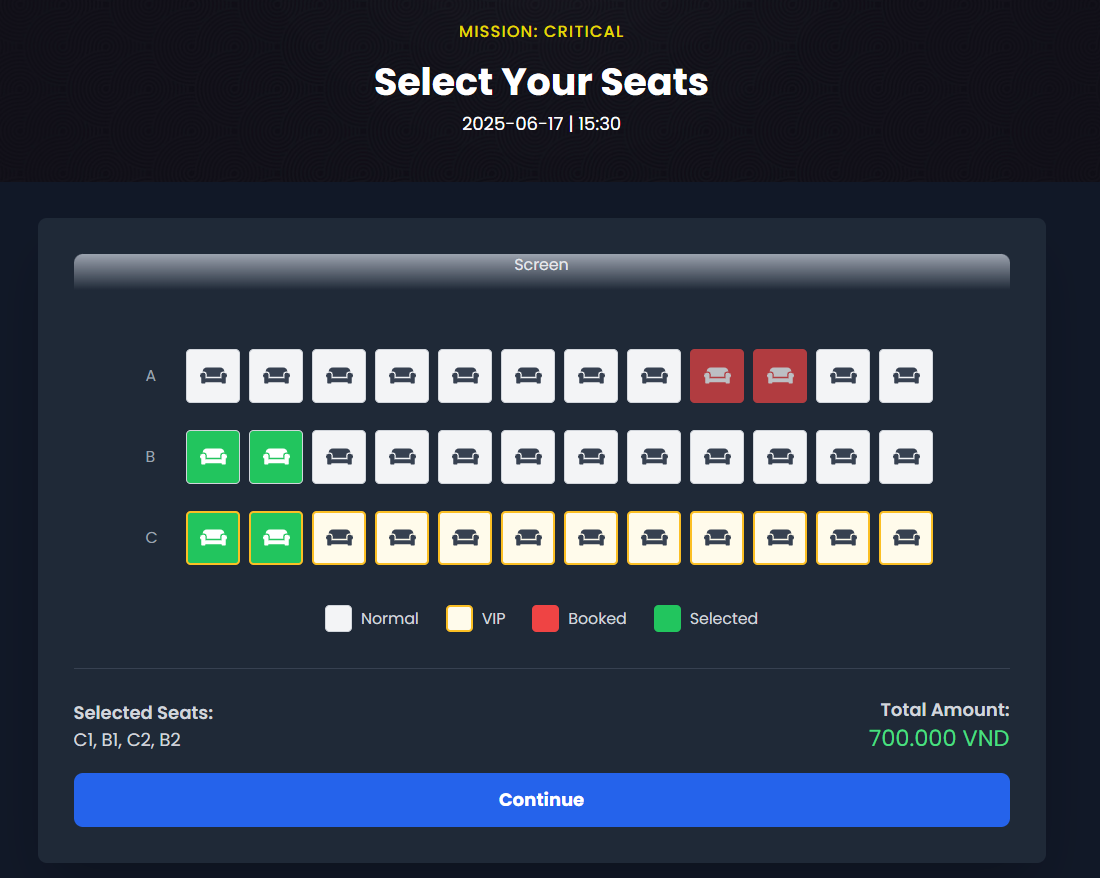 MISSION: CRITICAL
Select Your Seats
2025-06-17 | 15:30
Screen
A
B
C
Normal VIP Booked Selected
Selected Seats:
C1, B1, C2, B2
Total Amount:
700.000 VND
Continue